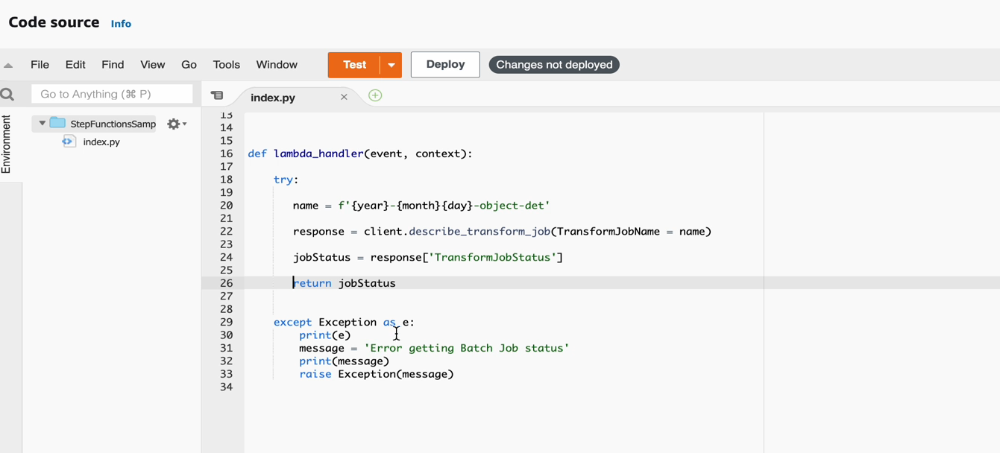 Code source Info
File Edit Find View Go Tools Window Test Deploy Changes not deployed
Go to Anything (⌘ P) index.py
Environment
StepFunctionsSamp
index.py
13
14
15
16 def lambda_handler(event, context):
17
18 try:
19
20 name = f'{year}-{month}{day}-object-det'
21
22 response = client.describe_transform_job(TransformJobName = name)
23
24 jobStatus = response['TransformJobStatus']
25
26 return jobStatus
27
28
29 except Exception as e:
30 print(e)
31 message = 'Error getting Batch Job status'
32 print(message)
33 raise Exception(message)
34